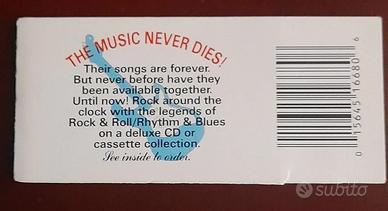 THE MUSIC NEVER DIES!
Their songs are forever.
But never before have they
been available together.
Until now! Rock around the
clock with the legends of
Rock & Roll/Rhythm & Blues
on a deluxe CD or
cassette collection.
See inside to order.
0 15645 16680 6
subito